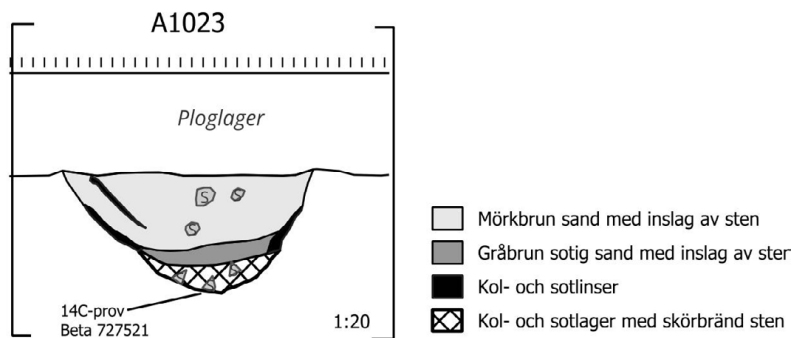 A1023
Ploglager
S
S
S
S
S
S
14C-prov
Beta 727521
1:20
Mörkbrun sand med inslag av sten
Gråbrun sotig sand med inslag av sten
Kol- och sotlinser
Kol- och sotlager med skörbränd sten